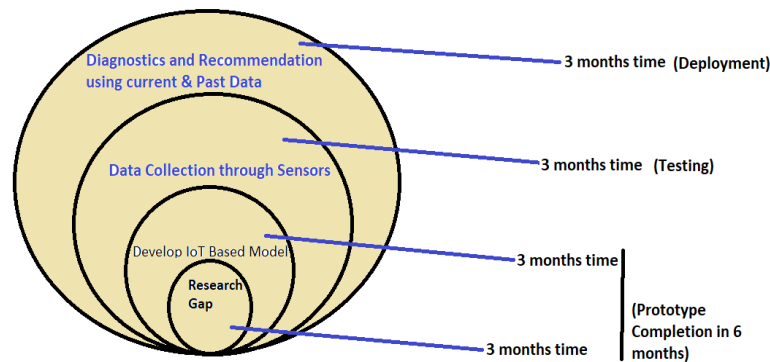 Diagnostics and Recommendation
using current & Past Data
3 months time (Deployment)
Data Collection through Sensors
3 months time (Testing)
Develop IoT Based Model
3 months time
Research
Gap
(Prototype
Completion in 6
months)
3 months time